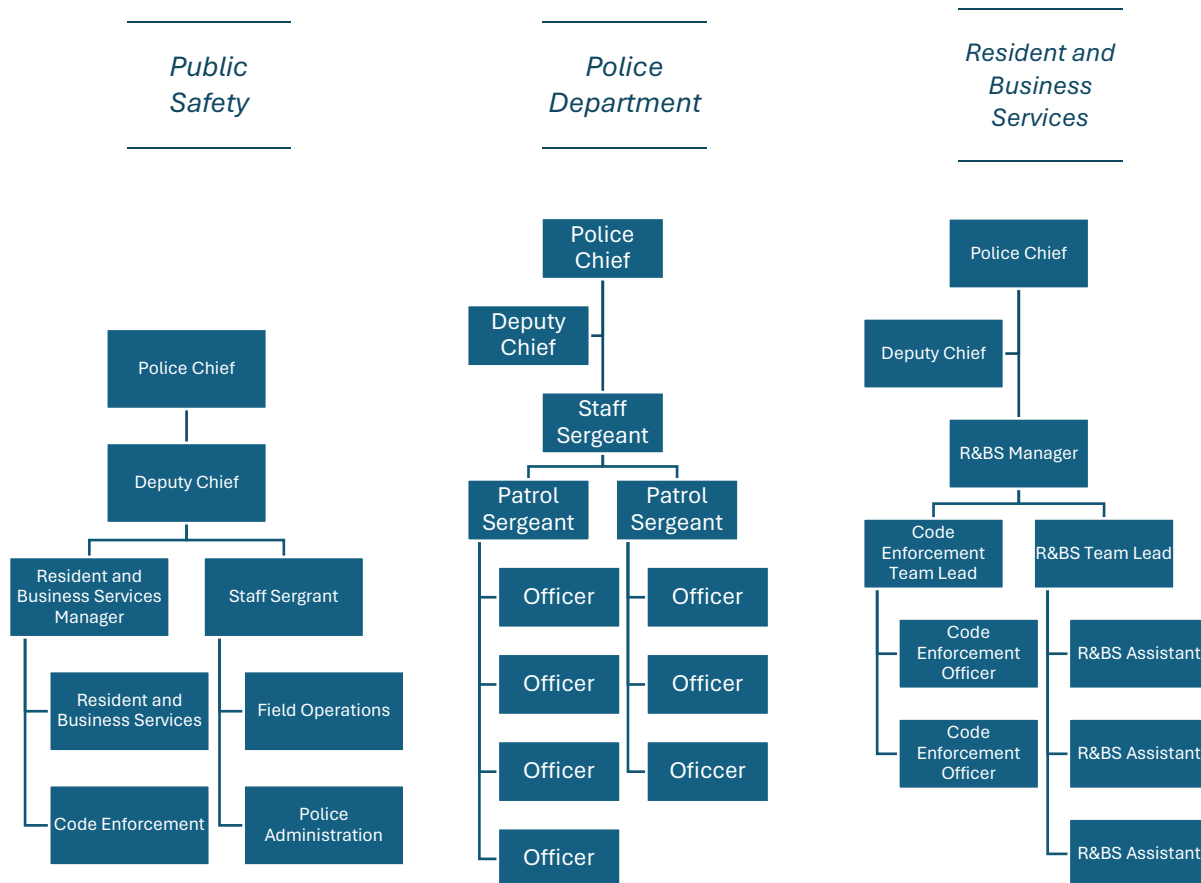 Public
Safety
Police Chief
Deputy Chief
Resident and
Business Services
Manager
Staff Sergrant
Resident and
Business Services
Field Operations
Code Enforcement
Police
Administration
Police
Department
Police
Chief
Deputy
Chief
Staff
Sergeant
Patrol
Sergeant
Patrol
Sergeant
Officer
Officer
Officer
Officer
Officer
Oficcer
Officer
Resident and
Business
Services
Police Chief
Deputy Chief
R&BS Manager
Code
Enforcement
Team Lead
R&BS Team Lead
Code
Enforcement
Officer
R&BS Assistant
Code
Enforcement
Officer
R&BS Assistant
R&BS Assistant